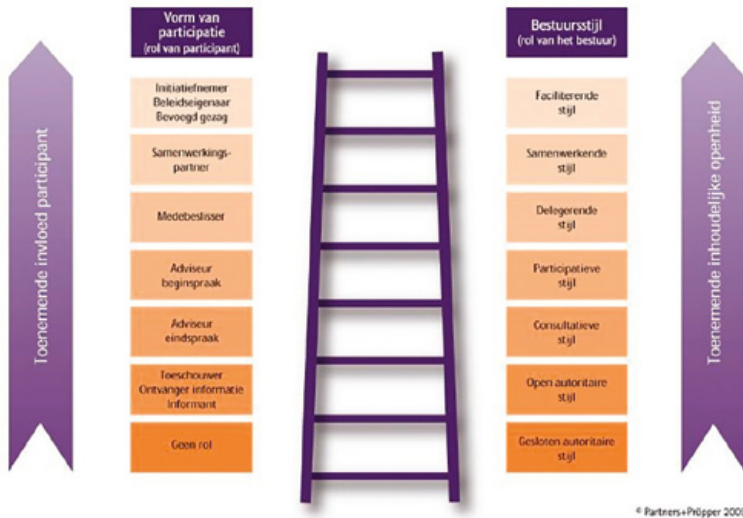 Toenemende invloed participant
Vorm van
participatie
(rol van participant)
Initiatiefnemer
Beleidseigenaar
Bevoegd gezag
Samenwerkings-
partner
Medebeslisser
Adviseur
beginspraak
Adviseur
eindspraak
Toeschouwer
Ontvanger informatie
Informant
Geen rol
Bestuursstijl
(rol van het bestuur)
Faciliterende
stijl
Samenwerkende
stijl
Delegerende
stijl
Participatieve
stijl
Consultatieve
stijl
Open autoritaire
stijl
Gesloten autoritaire
stijl
Toenemende inhoudelijke openheid
© Partners+Pröpper